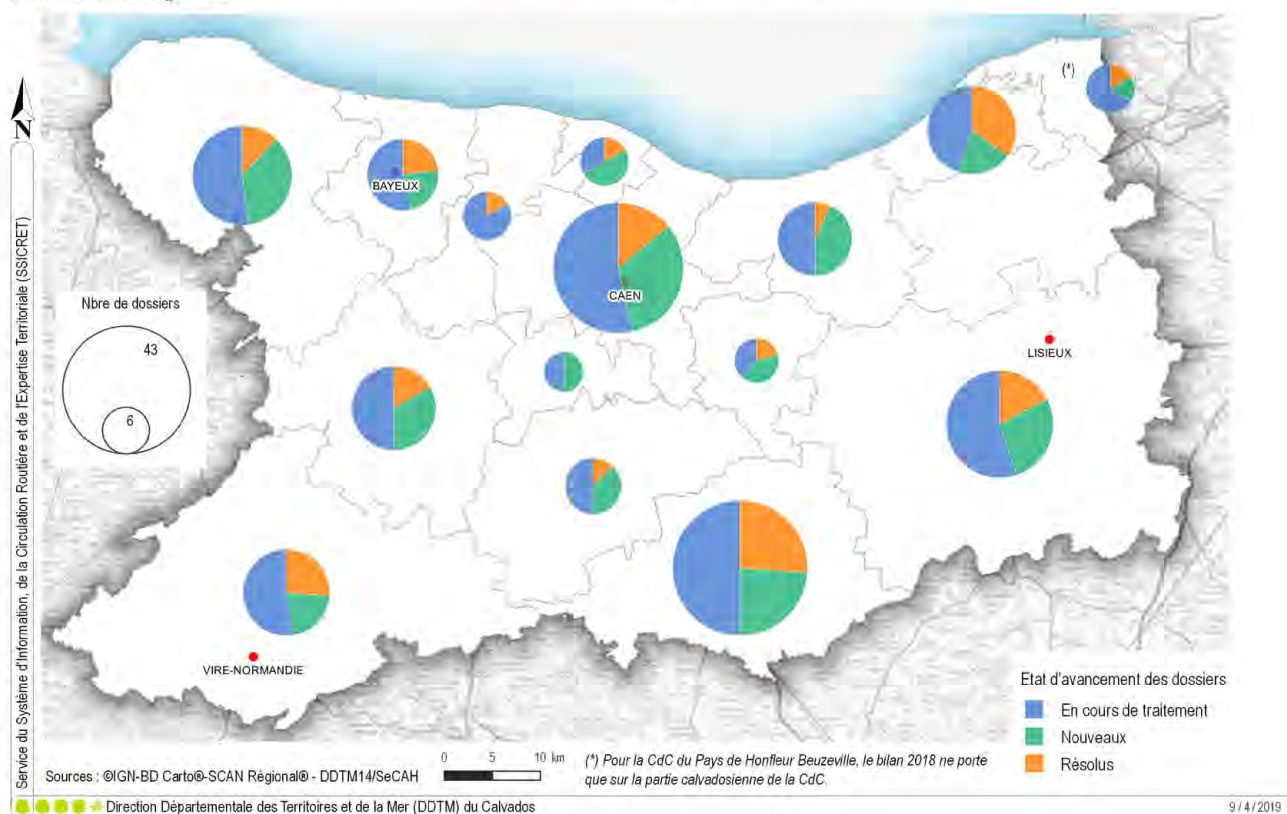 (*)
N
BAYEUX
CAEN
LISIEUX
VIRE-NORMANDIE
Nbre de dossiers
43
6
Service du Système d'Information, de la Circulation Routière et de l'Expertise Territoriale (SSICRET)
Etat d'avancement des dossiers
En cours de traitement
Nouveaux
Résolus
0 5 10 km
(*) Pour la CdC du Pays de Honfleur Beuzeville, le bilan 2018 ne porte
que sur la partie calvadosienne de la CdC.
Sources : ©IGN-BD Carto®-SCAN Régional® - DDTM14/SeCAH
Direction Départementale des Territoires et de la Mer (DDTM) du Calvados
9/4/2019